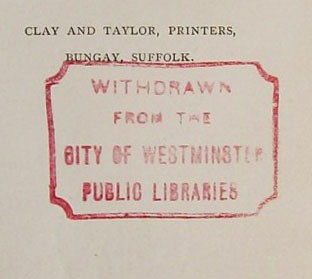 CLAY AND TAYLOR, PRINTERS,
BUNGAY, SUFFOLK.
WITHDRAWN
FROM THE
CITY OF WESTMINSTER
PUBLIC LIBRARIES